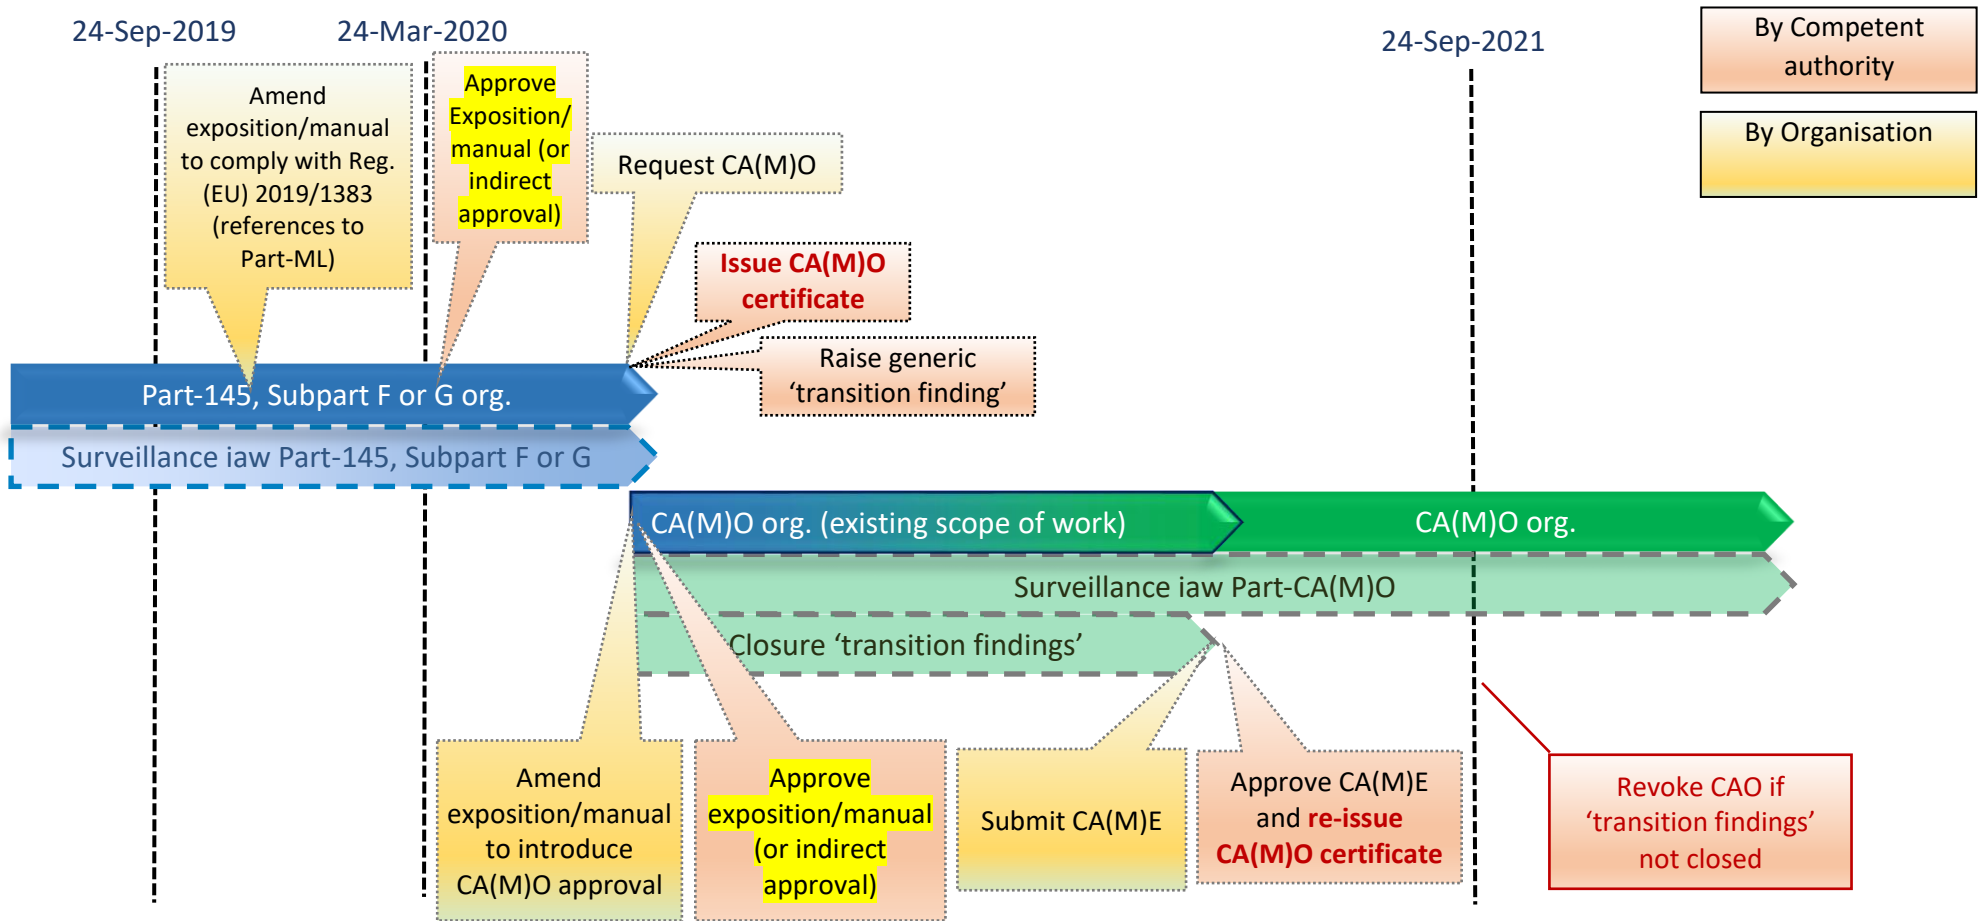 24-Sep-2019
24-Mar-2020
24-Sep-2021
By Competent
authority
By Organisation
Amend
exposition/manual
to comply with Reg.
(EU) 2019/1383
(references to
Part-ML)
Approve
Exposition/
manual (or
indirect
approval)
Request CA(M)O
Issue CA(M)O
certificate
Raise generic
‘transition finding’
Part-145, Subpart F or G org.
Surveillance iaw Part-145, Subpart F or G
CA(M)O org. (existing scope of work)
CA(M)O org.
Surveillance iaw Part-CA(M)O
Closure ‘transition findings’
Amend
exposition/manual
to introduce
CA(M)O approval
Approve
exposition/manual
(or indirect
approval)
Submit CA(M)E
Approve CA(M)E
and re-issue
CA(M)O certificate
Revoke CAO if
‘transition findings’
not closed